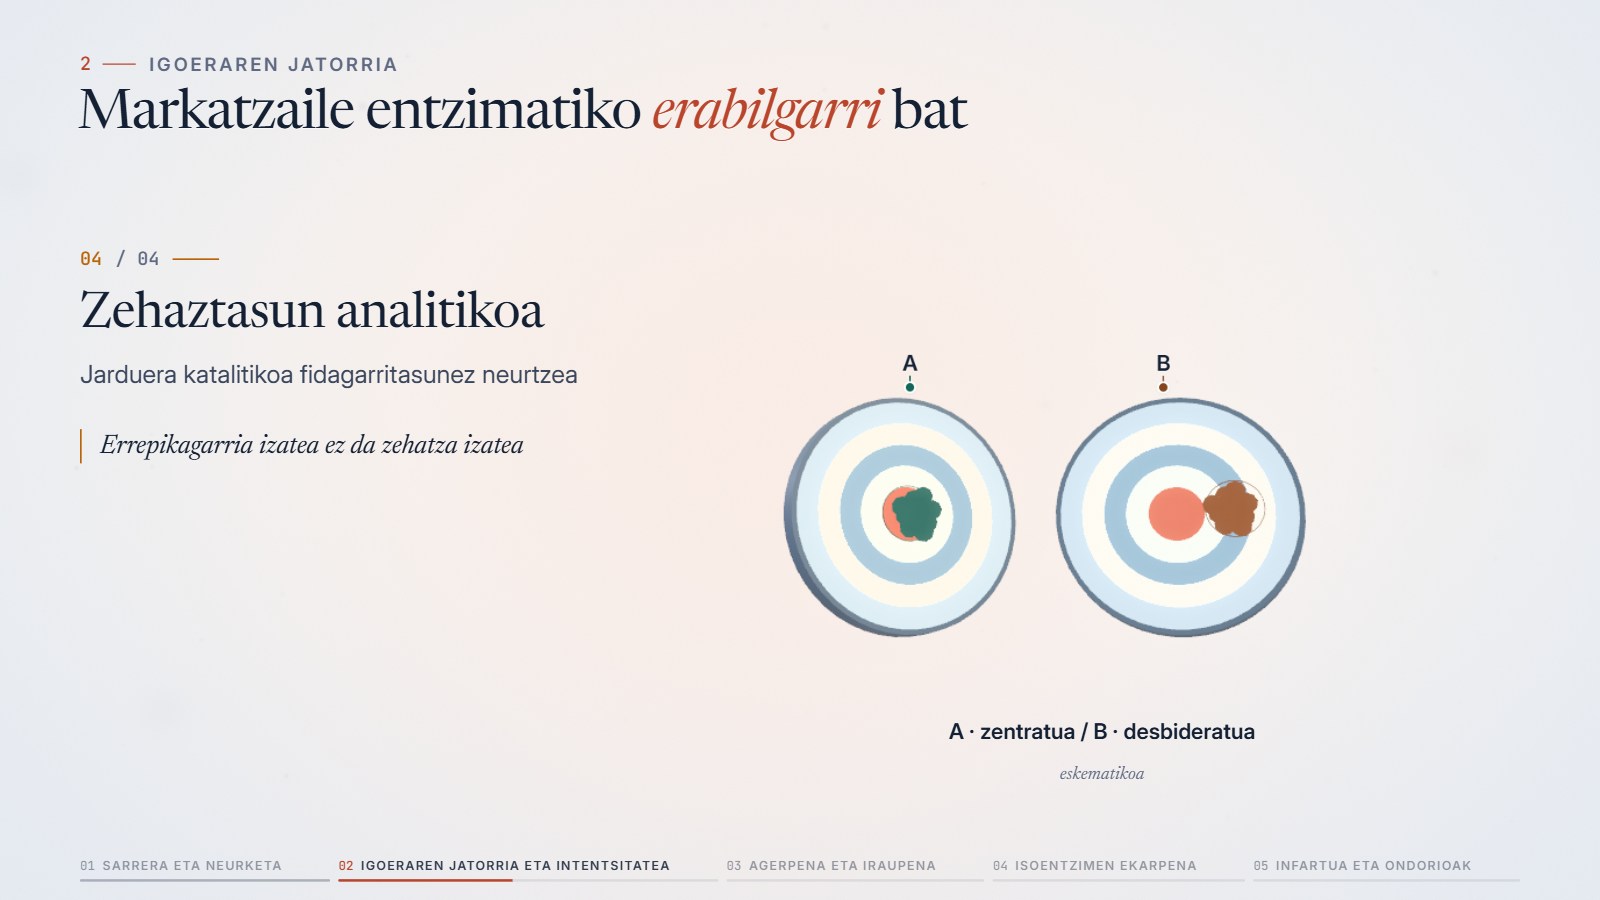 2 — IGOERAREN JATORRIA
Markatzaile entzimatiko erabilgarri bat
04 / 04
Zehaztasun analitikoa
Jarduera katalitikoa fidagarritasunez neurtzea
Errepikagarria izatea ez da zehatza izatea
A
B
A · zentratua / B · desbideratua
eskematikoa
01 SARRERA ETA NEURKETA
02 IGOERAREN JATORRIA ETA INTENTSITATEA
03 AGERPENA ETA IRAUPENA
04 ISOENTZIMEN EKARPENA
05 INFARTUA ETA ONDORIOAK